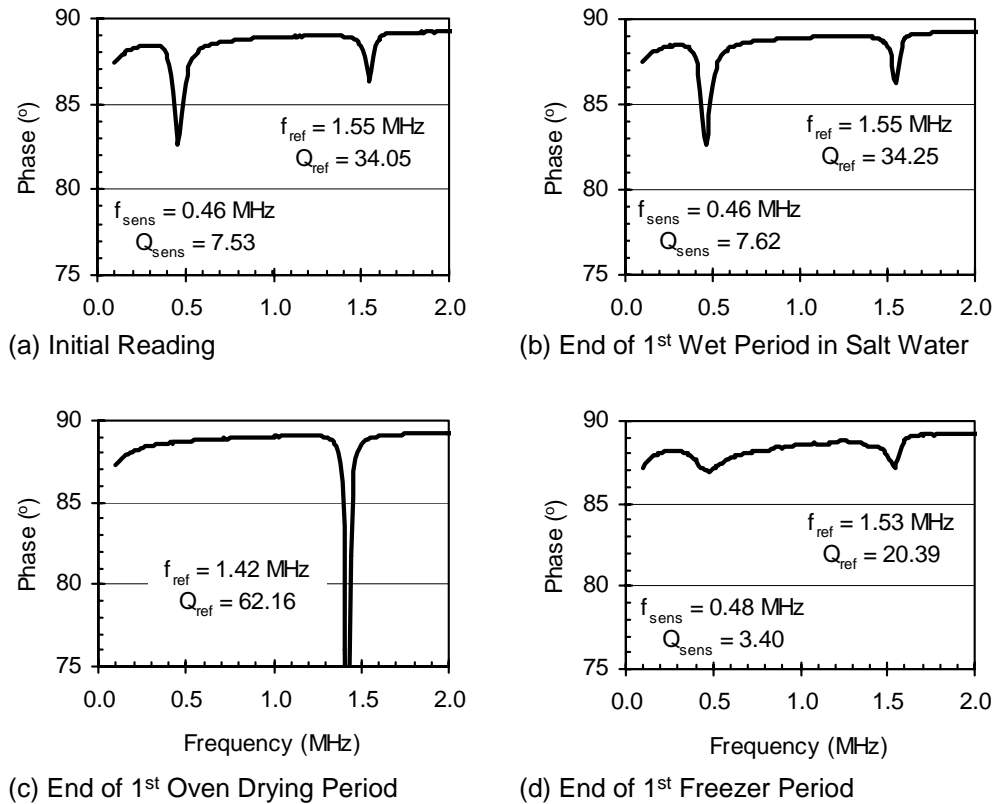 90
85
80
75
Phase (°)
f_ref = 1.55 MHz
Q_ref = 34.05
f_sens = 0.46 MHz
Q_sens = 7.53
0.0 0.5 1.0 1.5 2.0
(a) Initial Reading
90
85
80
75
Phase (°)
f_ref = 1.55 MHz
Q_ref = 34.25
f_sens = 0.46 MHz
Q_sens = 7.62
0.0 0.5 1.0 1.5 2.0
(b) End of 1st Wet Period in Salt Water
90
85
80
75
Phase (°)
f_ref = 1.42 MHz
Q_ref = 62.16
0.0 0.5 1.0 1.5 2.0
Frequency (MHz)
(c) End of 1st Oven Drying Period
90
85
80
75
Phase (°)
f_ref = 1.53 MHz
Q_ref = 20.39
f_sens = 0.48 MHz
Q_sens = 3.40
0.0 0.5 1.0 1.5 2.0
Frequency (MHz)
(d) End of 1st Freezer Period